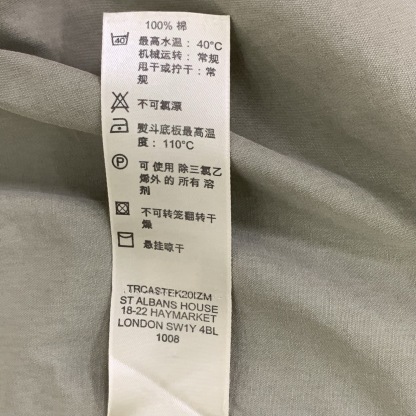 100% 棉
40
最高水温： 40°C
机械运转： 常规
甩干或拧干：常
规
不可氯漂
熨斗底板最高温
度： 110°C
P
可 使用 除三氯乙
烯外 的 所有 溶
剂
不可转笼翻转干
燥
悬挂晾干
ST ALBANS HOUSE
18-22 HAYMARKET
LONDON SW1Y 4BL
1008